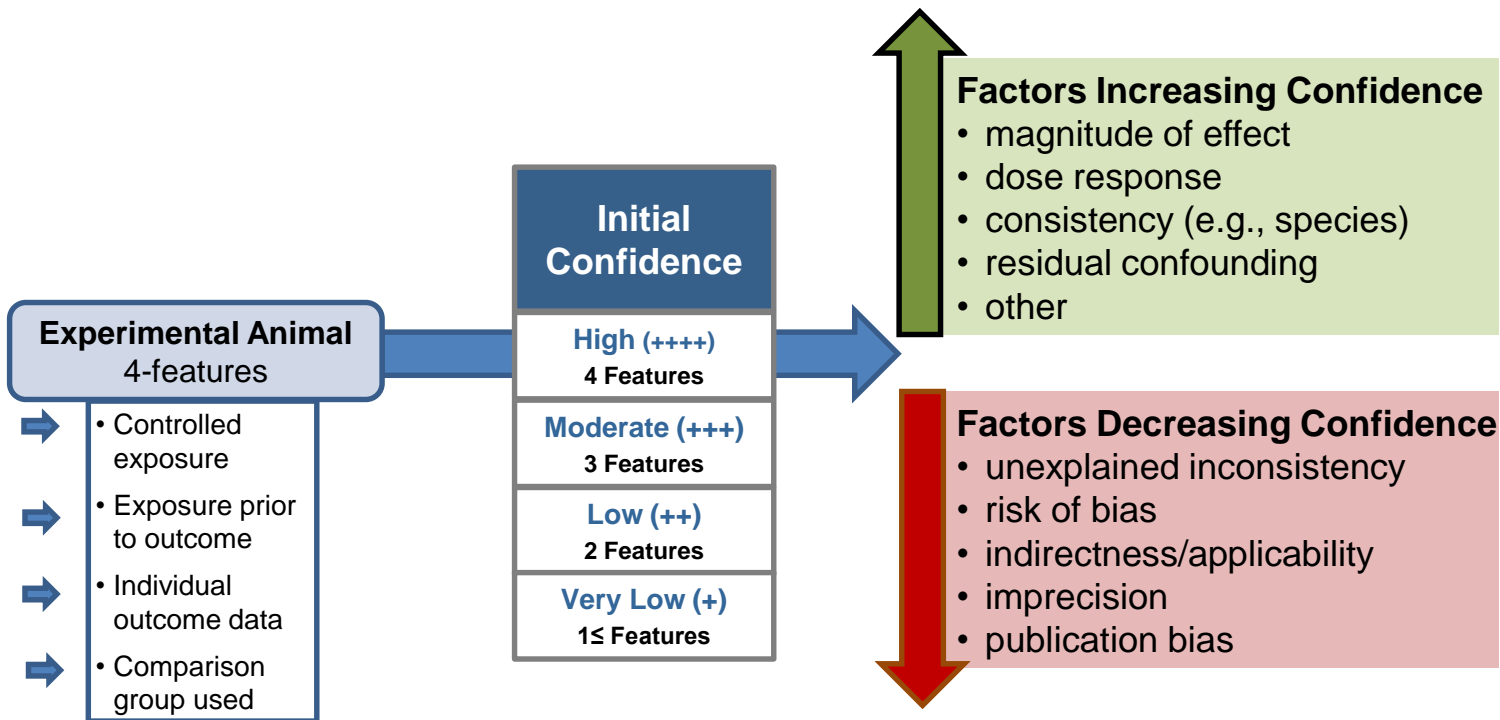 Experimental Animal
4-features
• Controlled
exposure
• Exposure prior
to outcome
• Individual
outcome data
• Comparison
group used
Initial
Confidence
High (++++)
4 Features
Moderate (+++)
3 Features
Low (++)
2 Features
Very Low (+)
1≤ Features
Factors Increasing Confidence
• magnitude of effect
• dose response
• consistency (e.g., species)
• residual confounding
• other
Factors Decreasing Confidence
• unexplained inconsistency
• risk of bias
• indirectness/applicability
• imprecision
• publication bias